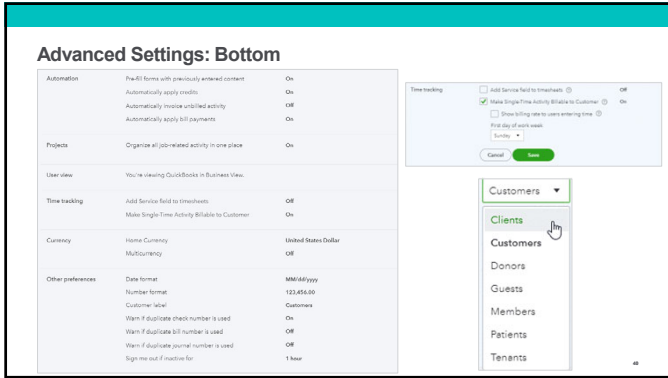 Advanced Settings: Bottom
Automation Pre-fill forms with previously entered content On
Automatically apply credits On
Automatically invoice unbilled activity Off
Automatically apply bill payments On
Projects Organize all job-related activity in one place On
User view You're viewing QuickBooks in Business View.
Time tracking Add Service field to timesheets Off
Make Single-Time Activity Billable to Customer On
Currency Home Currency United States Dollar
Multicurrency Off
Other preferences Date format MM/dd/yyyy
Number format 123,456.00
Customer label Customers
Warn if duplicate check number is used On
Warn if duplicate bill number is used Off
Warn if duplicate journal number is used Off
Sign me out if inactive for 1 hour
Time tracking Add Service field to timesheets Off
Make Single-Time Activity Billable to Customer On
Show billing rate to users entering time
First day of work week
Sunday
Cancel Save
Customers
Clients
Customers
Donors
Guests
Members
Patients
Tenants